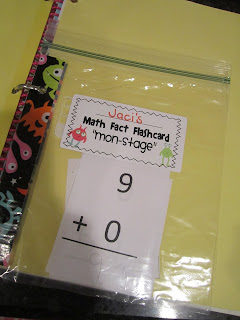 Jaci's
Math Fact Flashcard
"mon-stage"
9
+ 0